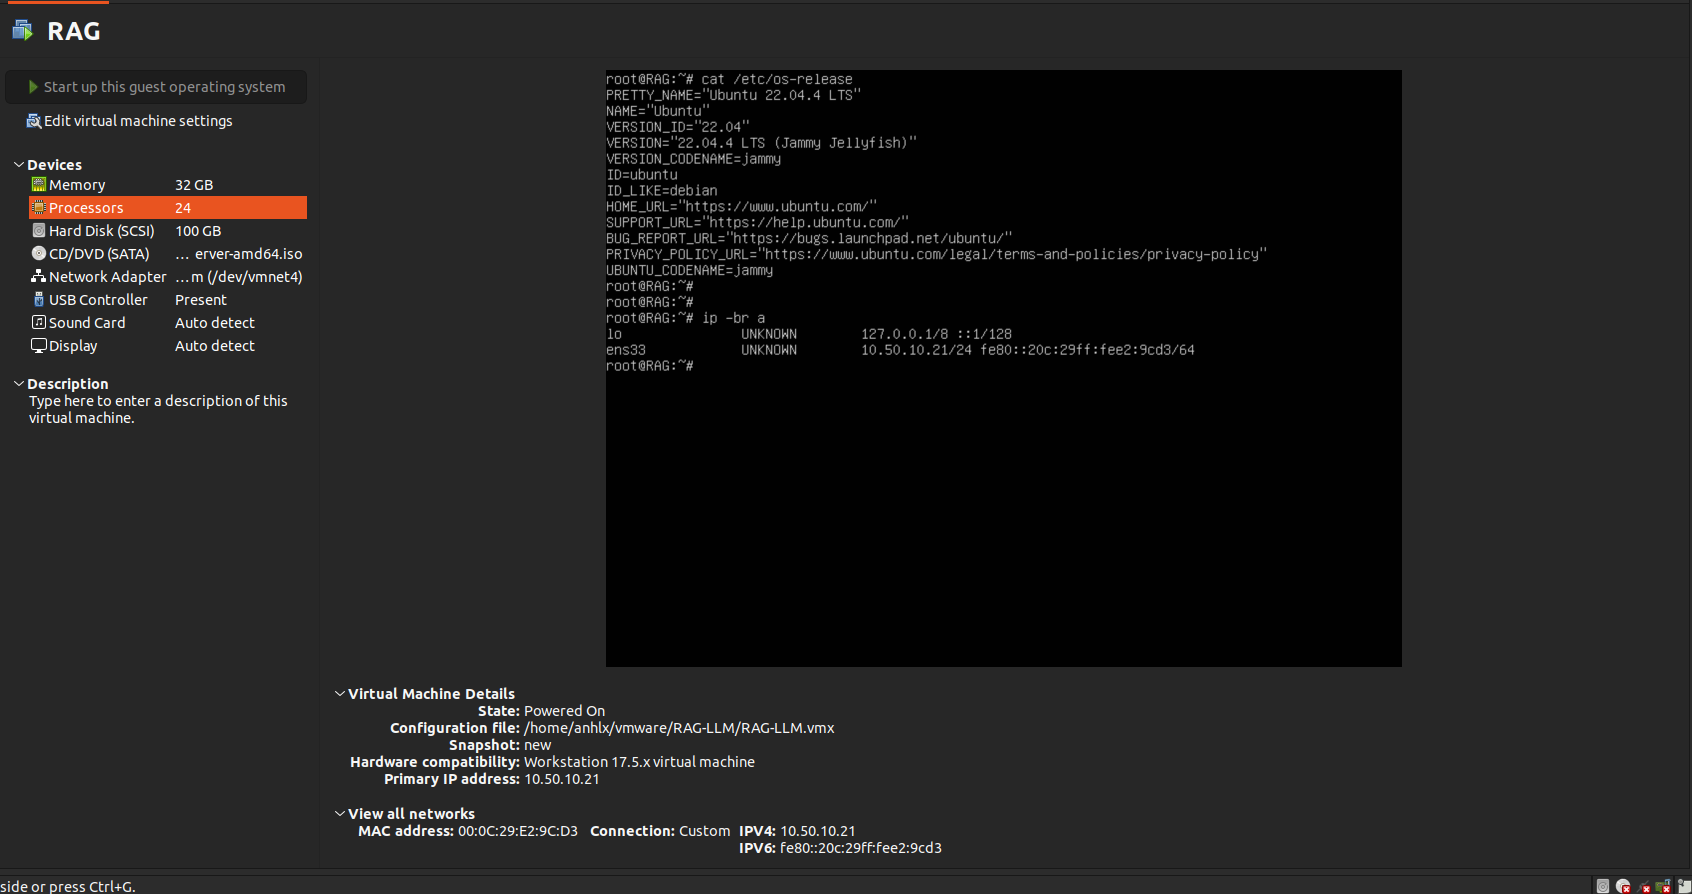 RAG
Start up this guest operating system
Edit virtual machine settings
Devices
Memory 32 GB
Processors 24
Hard Disk (SCSI) 100 GB
CD/DVD (SATA) ... erver-amd64.iso
Network Adapter ...m (/dev/vmnet4)
USB Controller Present
Sound Card Auto detect
Display Auto detect
Description
Type here to enter a description of this
virtual machine.
root@RAG:~# cat /etc/os-release
PRETTY_NAME="Ubuntu 22.04.4 LTS"
NAME="Ubuntu"
VERSION_ID="22.04"
VERSION="22.04.4 LTS (Jammy Jellyfish)"
VERSION_CODENAME=jammy
ID=ubuntu
ID_LIKE=debian
HOME_URL="https://www.ubuntu.com/"
SUPPORT_URL="https://help.ubuntu.com/"
BUG_REPORT_URL="https://bugs.launchpad.net/ubuntu/"
PRIVACY_POLICY_URL="https://www.ubuntu.com/legal/terms-and-policies/privacy-policy"
UBUNTU_CODENAME=jammy
root@RAG:~#
root@RAG:~#
root@RAG:~# ip -br a
lo UNKNOWN 127.0.0.1/8 ::1/128
ens33 UNKNOWN 10.50.10.21/24 fe80::20c:29ff:fee2:9cd3/64
root@RAG:~#
Virtual Machine Details
State: Powered On
Configuration file: /home/anhlx/vmware/RAG-LLM/RAG-LLM.vmx
Snapshot: new
Hardware compatibility: Workstation 17.5.x virtual machine
Primary IP address: 10.50.10.21
View all networks
MAC address: 00:0C:29:E2:9C:D3 Connection: Custom IPV4: 10.50.10.21
IPV6: fe80::20c:29ff:fee2:9cd3
side or press Ctrl+G.